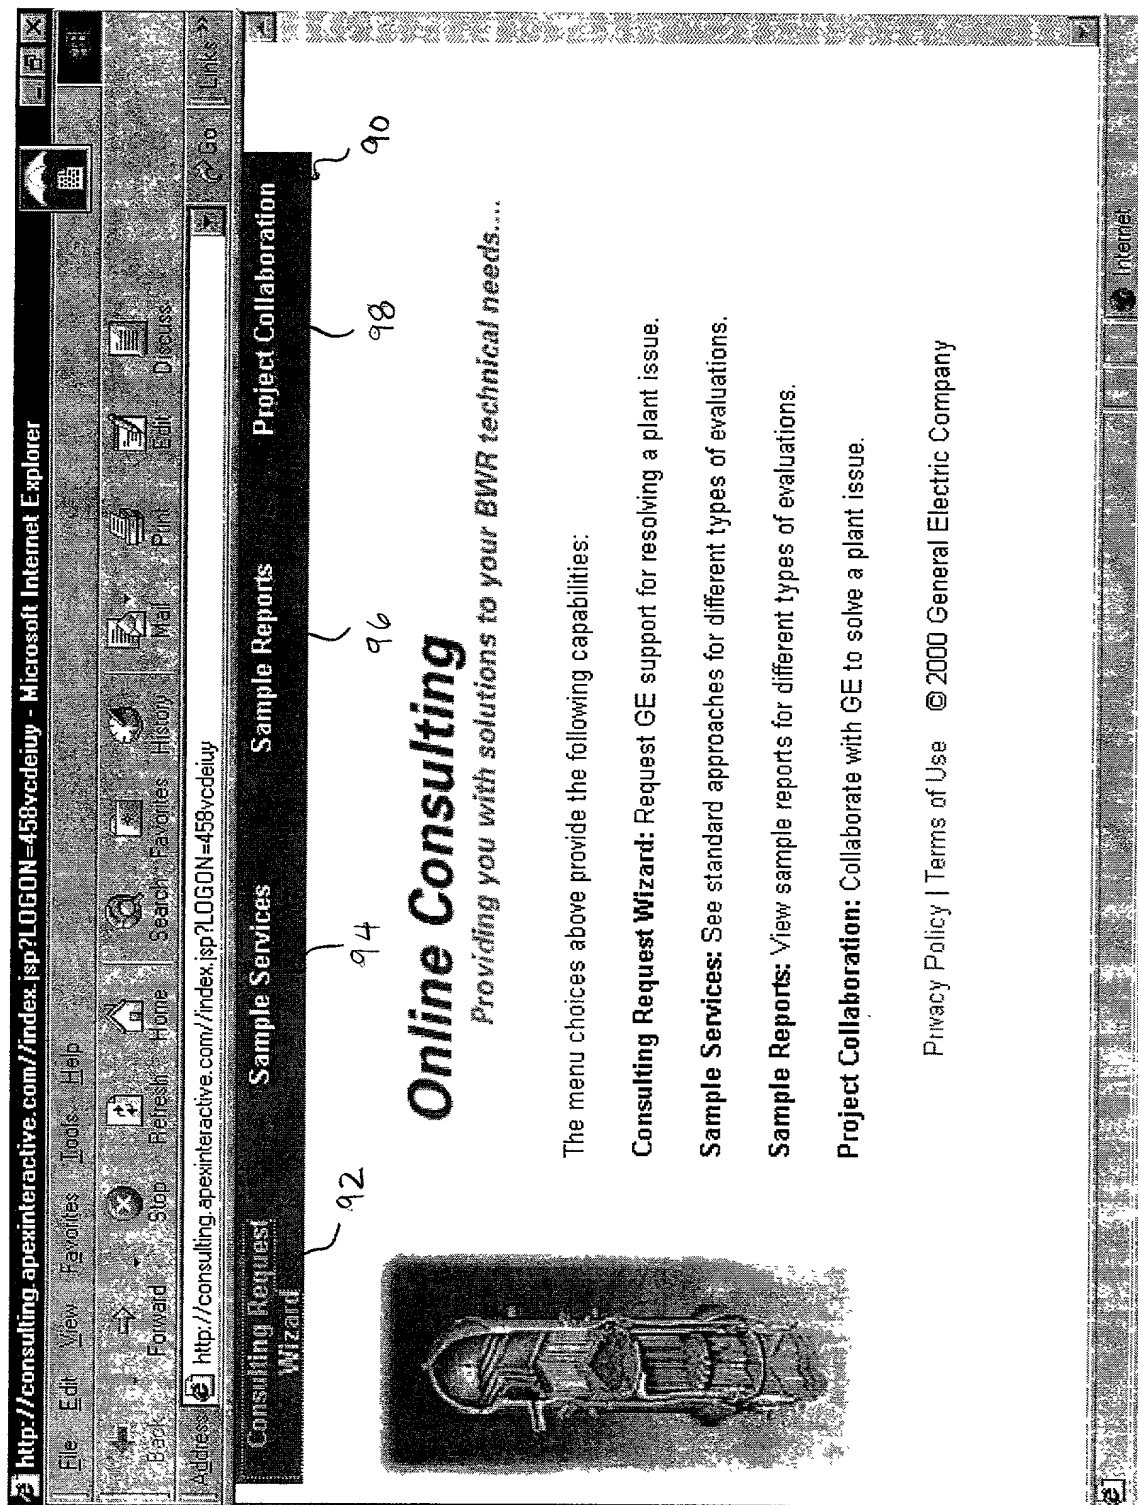 http://consulting.apexinteractive.com//index.jsp?LOGON=458vcdeiuy - Microsoft Internet Explorer
File Edit View Favorites Tools Help
Back Forward Stop Refresh Home Search Favorites History Mail Print Edit Discuss
Address http://consulting.apexinteractive.com//index.jsp?LOGON=458vcdeiuy Go Links »
Consulting Request Wizard Sample Services Sample Reports Project Collaboration
92 94 96 98 90
Online Consulting
Providing you with solutions to your BWR technical needs....
The menu choices above provide the following capabilities:
Consulting Request Wizard: Request GE support for resolving a plant issue.
Sample Services: See standard approaches for different types of evaluations.
Sample Reports: View sample reports for different types of evaluations.
Project Collaboration: Collaborate with GE to solve a plant issue.
Privacy Policy | Terms of Use © 2000 General Electric Company
Internet